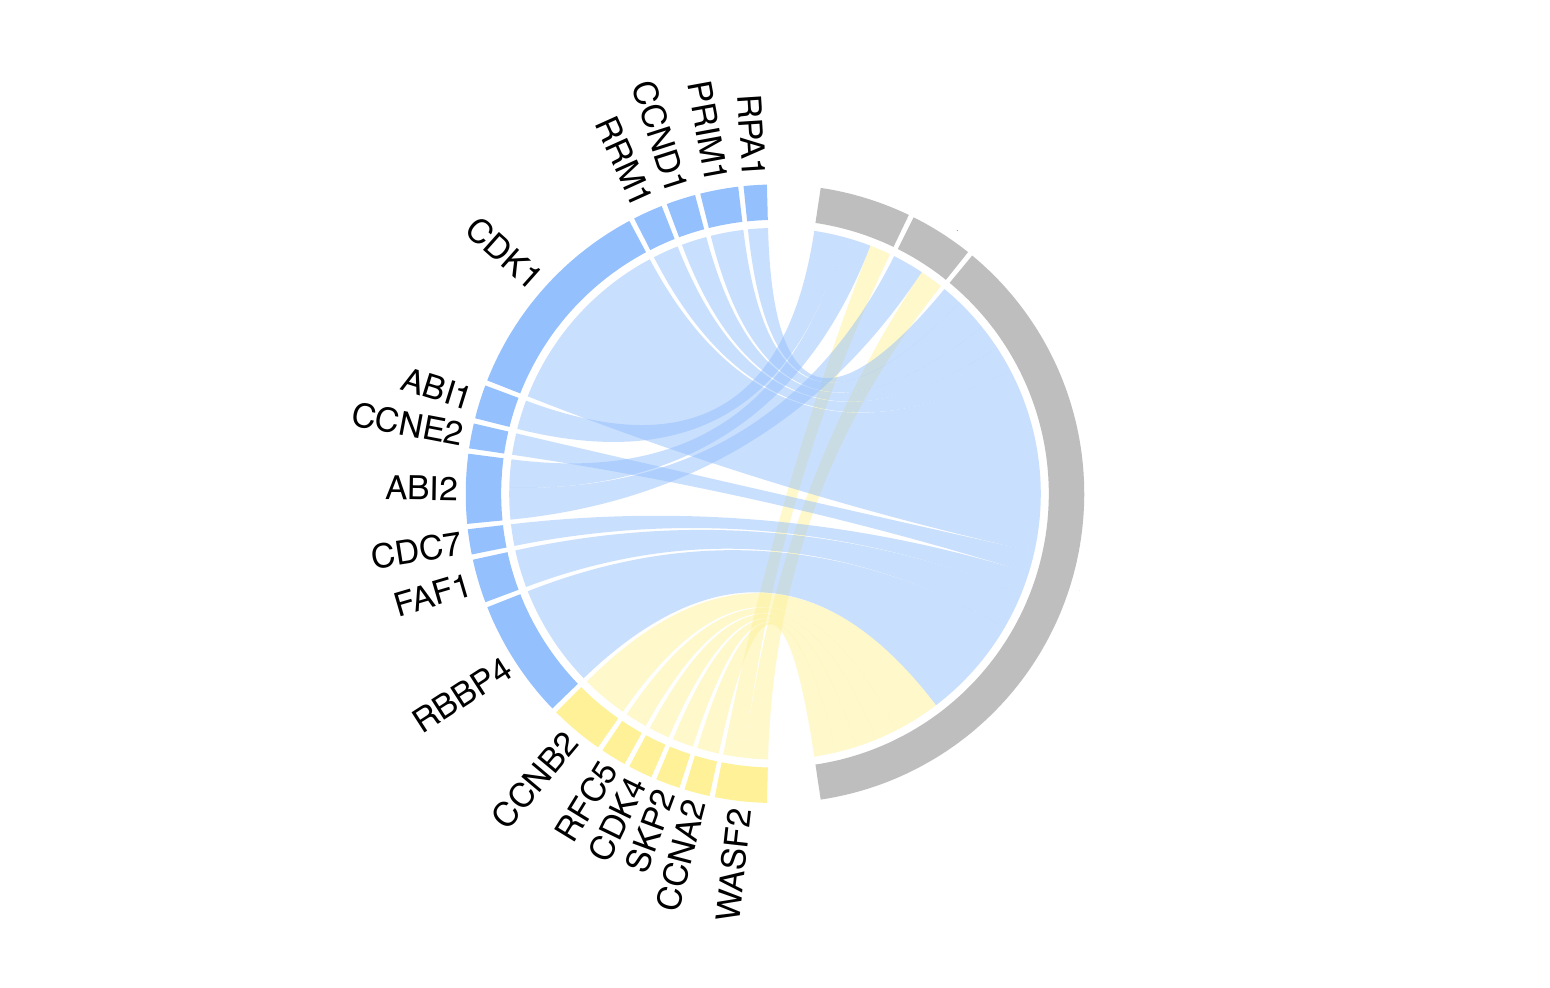 RPA1
PRIM1
CCND1
RRM1
CDK1
ABI1
CCNE2
ABI2
CDC7
FAF1
RBBP4
CCNB2
RFC5
CDK4
SKP2
CCNA2
WASF2